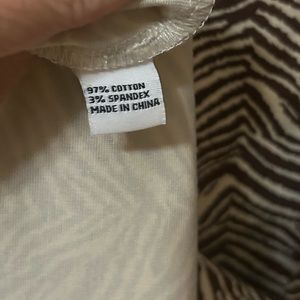 97% COTTON
3% SPANDEX
MADE IN CHINA